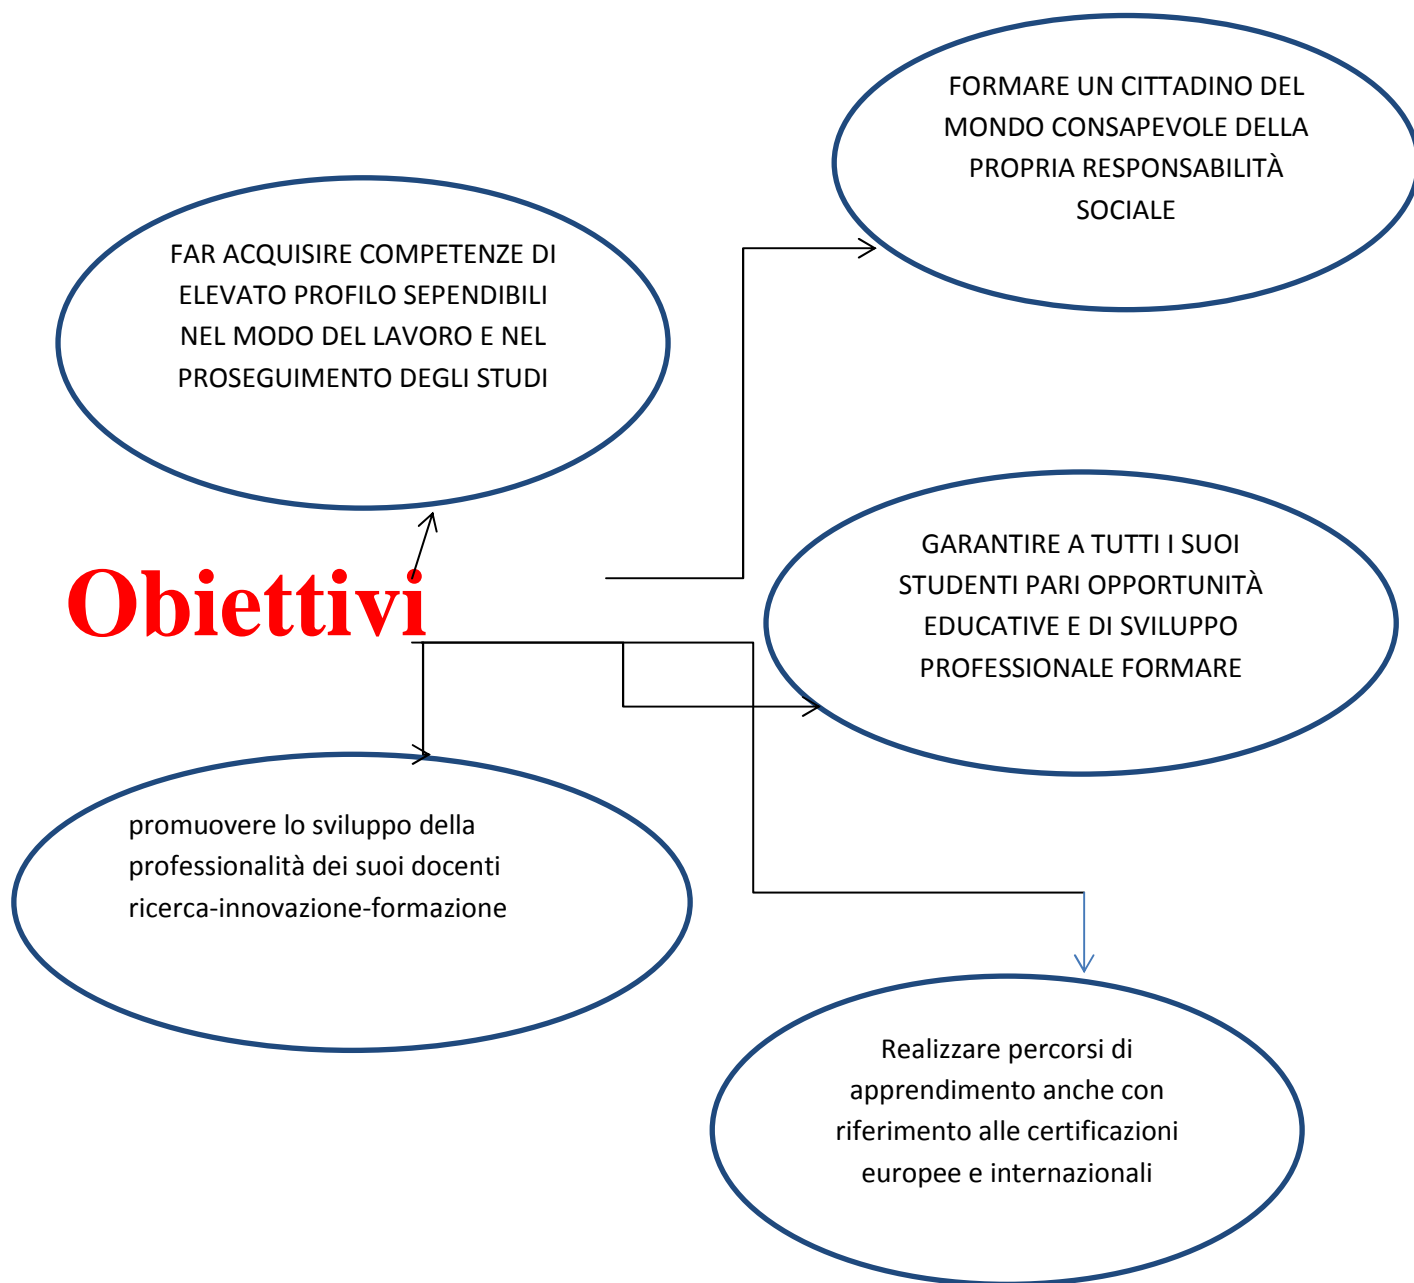 FORMARE UN CITTADINO DEL
MONDO CONSAPEVOLE DELLA
PROPRIA RESPONSABILITÀ
SOCIALE
FAR ACQUISIRE COMPETENZE DI
ELEVATO PROFILO SEPENDIBILI
NEL MODO DEL LAVORO E NEL
PROSEGUIMENTO DEGLI STUDI
Obiettivi
GARANTIRE A TUTTI I SUOI
STUDENTI PARI OPPORTUNITÀ
EDUCATIVE E DI SVILUPPO
PROFESSIONALE FORMARE
promuovere lo sviluppo della
professionalità dei suoi docenti
ricerca-innovazione-formazione
Realizzare percorsi di
apprendimento anche con
riferimento alle certificazioni
europee e internazionali